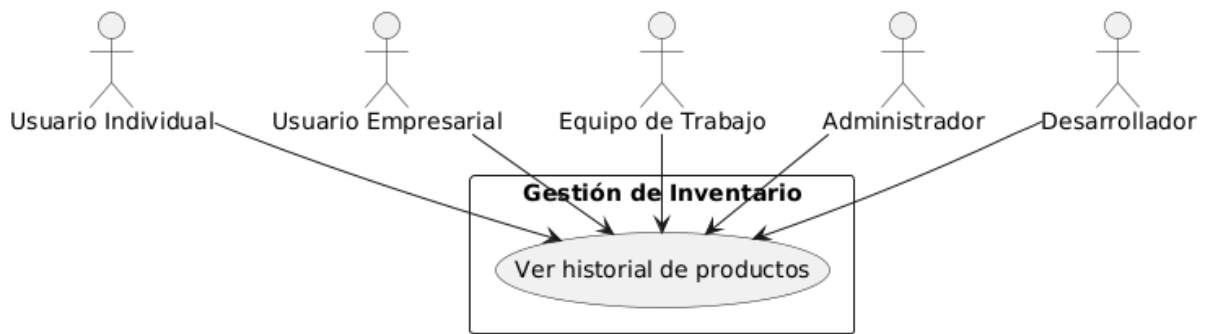 Usuario Individual
Usuario Empresarial
Equipo de Trabajo
Administrador
Desarrollador
Gestión de Inventario
Ver historial de productos